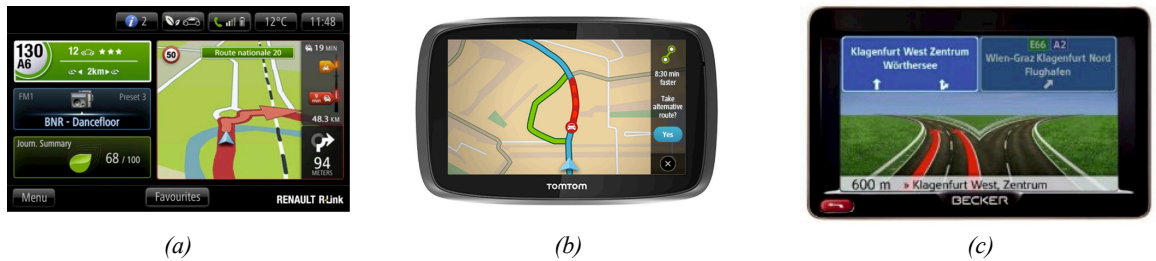 2
12°C
11:48
130
A6
12
2km
FM1
Preset 3
BNR - Dancefloor
Journ. Summary
68 / 100
50
Route nationale 20
19 MIN
9
min
48.3 KM
94
METERS
Menu
Favourites
RENAULT R-Link
(a)
8:30 min
faster
Take
alternative
route?
Yes
TOMTOM
(b)
Klagenfurt West Zentrum
Wörthersee
E66 A2
Wien-Graz Klagenfurt Nord
Flughafen
600 m » Klagenfurt West, Zentrum
BECKER
(c)